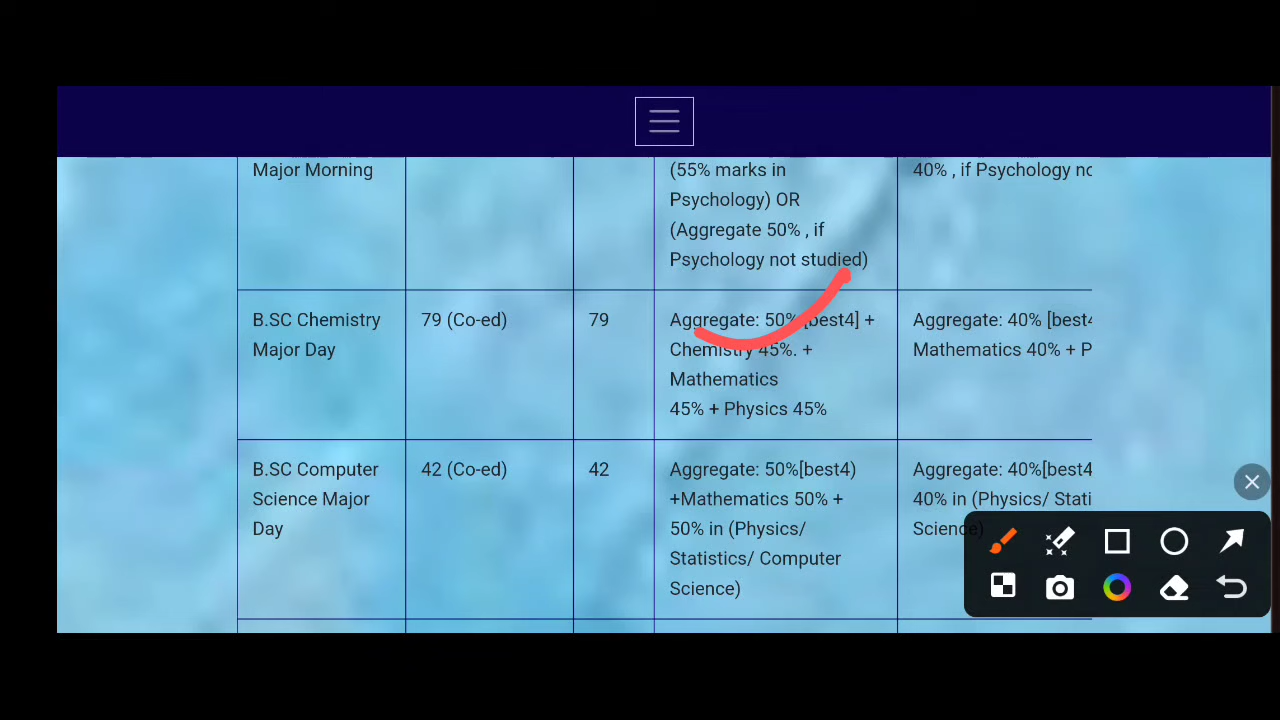 Major Morning
(55% marks in
Psychology) OR
(Aggregate 50% , if
Psychology not studied)
40% , if Psychology
B.SC Chemistry
Major Day
79 (Co-ed)
79
Aggregate: 50% [best4] +
Chemistry 45%. +
Mathematics
45% + Physics 45%
Aggregate: 40% [best4
Mathematics 40% + P
B.SC Computer
Science Major
Day
42 (Co-ed)
42
Aggregate: 50%[best4)
+Mathematics 50% +
50% in (Physics/
Statistics/ Computer
Science)
Aggregate: 40%[best4
40% in (Physics/ Stati
Science)